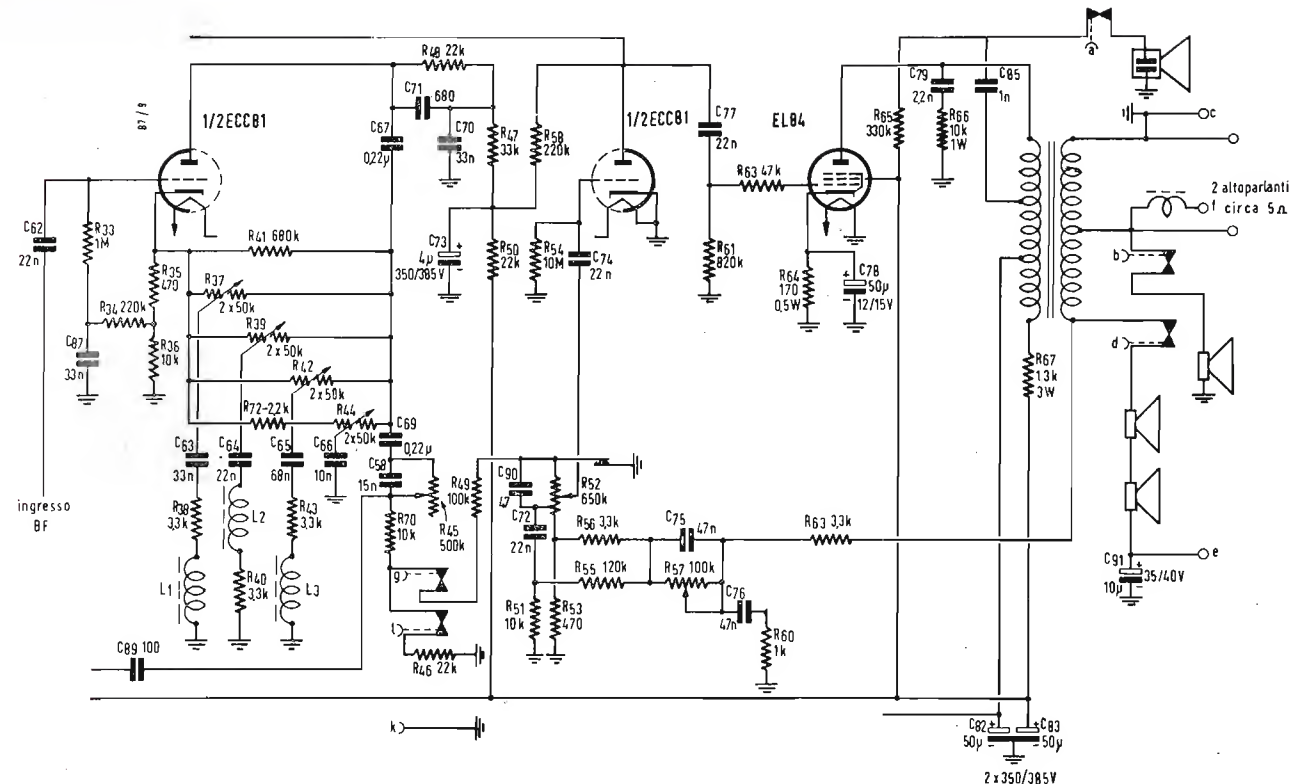 a
R48 22k
C71
680
C79
2,2n
C85
1n
87/9
1/2ECC81
C67
0,22µ
C70
33n
R47
33k
R58
220k
1/2ECC81
C77
22n
EL84
R65
330k
R66
10k
1W
c
R63 47k
2 altoparlanti
f circa 5Ω
C62
22n
R33
1M
R41 680k
C73
4µ
350/385V
R50
22k
R54
10M
C74
22n
R61
820k
R64
170
0,5W
C78
50µ
12/15V
b
R35
470
R37
2x50k
R34 220k
R39
2x50k
C87
33n
R36
10k
d
R42
2x50k
R67
1.3k
3W
R72-2,2k
R44
2x50k
C69
0,22µ
C63
33n
C64
22n
C65
68n
C66
10n
C58
15n
R49
100k
C90
47
R52
650k
ingresso
BF
R38
3,3k
L2
R43
3,3k
R70
10k
R45
500k
C72
22n
R56 3,3k
C75
47n
R63 3,3k
e
L1
R40
3,3k
L3
g
R55 120k
R57 100k
C91
10µ
35/40V
R51
10k
R53
470
C76
47n
R60
1k
C89 100
R46 22k
k
C82
50µ
C83
50µ
2x350/385V